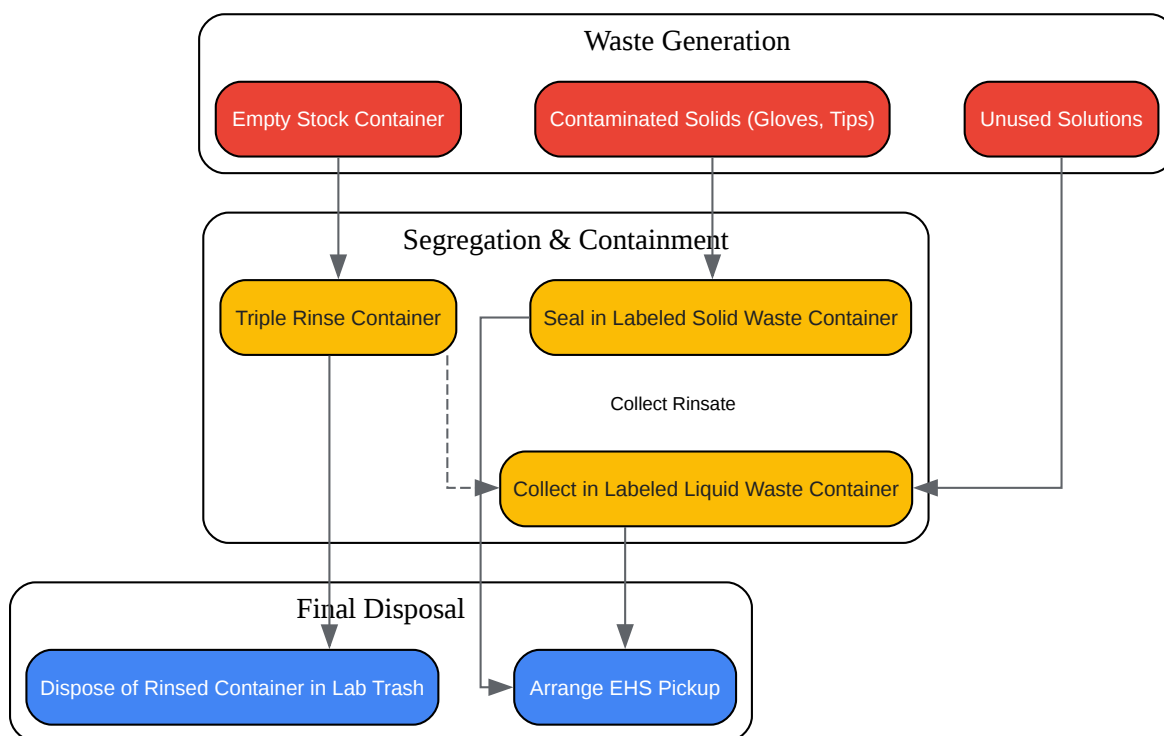 Waste Generation
Empty Stock Container
Contaminated Solids (Gloves, Tips)
Unused Solutions
Segregation & Containment
Triple Rinse Container
Seal in Labeled Solid Waste Container
Collect Rinsate
Collect in Labeled Liquid Waste Container
Final Disposal
Dispose of Rinsed Container in Lab Trash
Arrange EHS Pickup